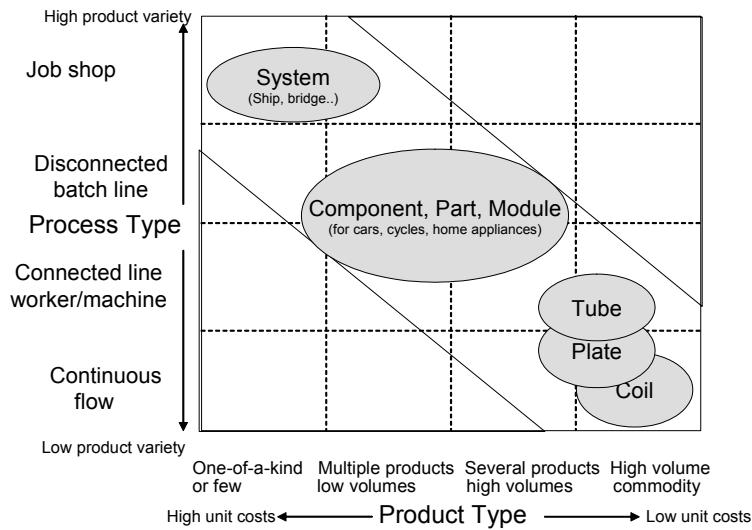 High product variety
Job shop
System
(Ship, bridge..)
Disconnected
batch line
Component, Part, Module
(for cars, cycles, home appliances)
Process Type
Connected line
worker/machine
Tube
Plate
Continuous
flow
Coil
Low product variety
One-of-a-kind
or few
Multiple products
low volumes
Several products
high volumes
High volume
commodity
High unit costs
Product Type
Low unit costs